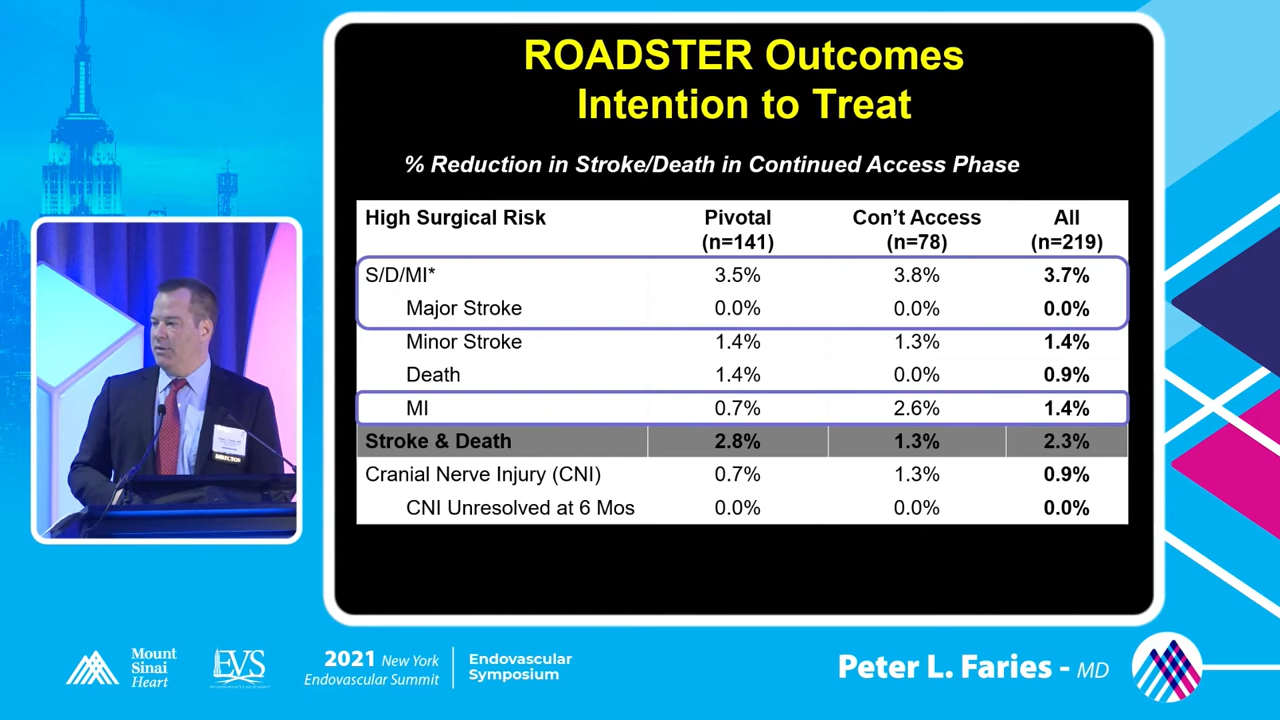 ROADSTER Outcomes
Intention to Treat
% Reduction in Stroke/Death in Continued Access Phase
High Surgical Risk Pivotal (n=141) Con't Access (n=78) All (n=219)
S/D/MI* 3.5% 3.8% 3.7%
Major Stroke 0.0% 0.0% 0.0%
Minor Stroke 1.4% 1.3% 1.4%
Death 1.4% 0.0% 0.9%
MI 0.7% 2.6% 1.4%
Stroke & Death 2.8% 1.3% 2.3%
Cranial Nerve Injury (CNI) 0.7% 1.3% 0.9%
CNI Unresolved at 6 Mos 0.0% 0.0% 0.0%
DIRECTOR
Mount
Sinai
Heart
EVS
2021 New York
Endovascular Summit
Endovascular
Symposium
Peter L. Faries - MD